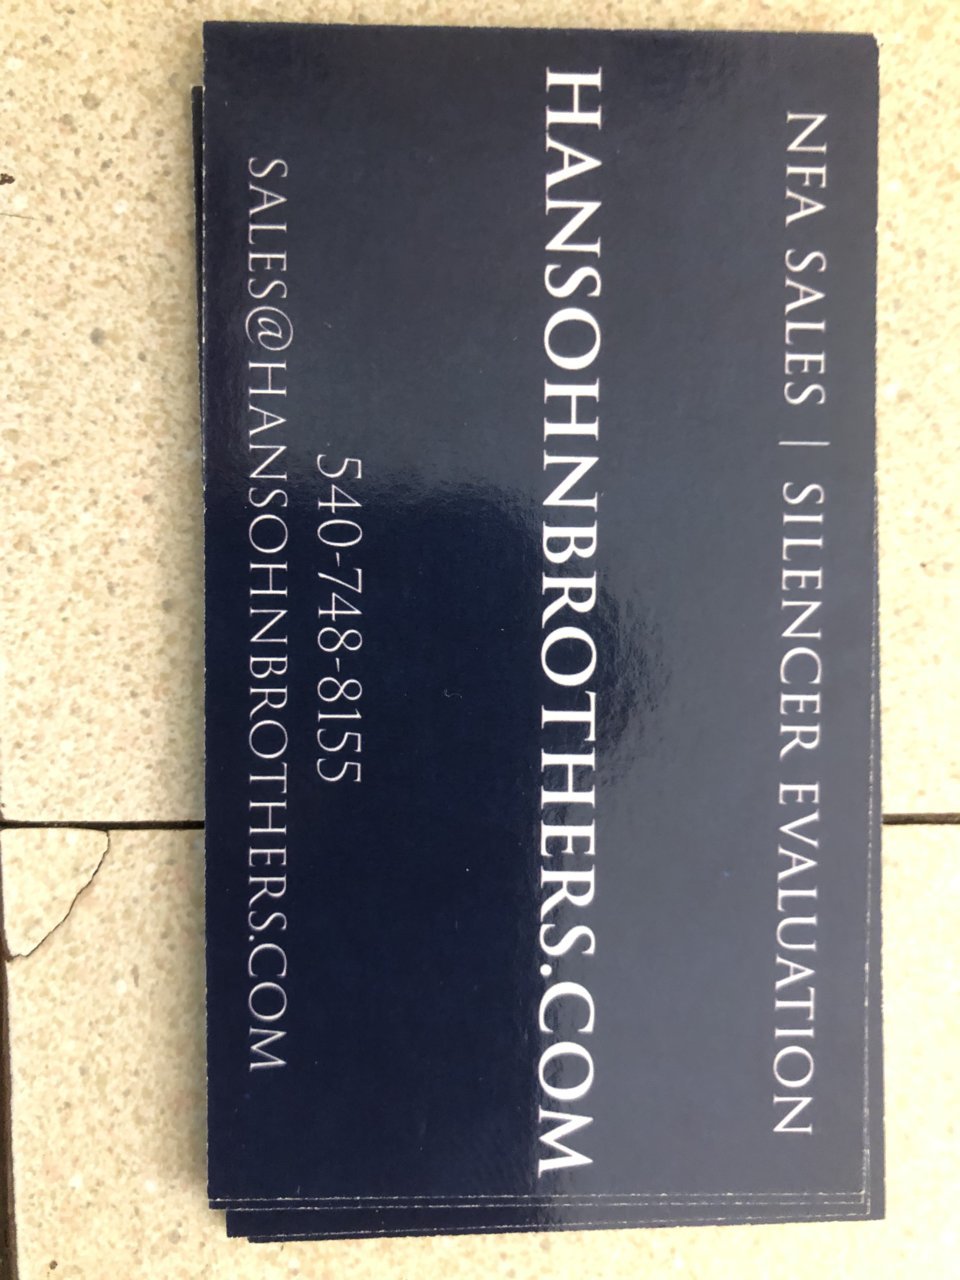 NFA SALES | SILENCER EVALUATION
HANSOHNBROTHERS.COM
540-748-8155
SALES@HANSOHNBROTHERS.COM